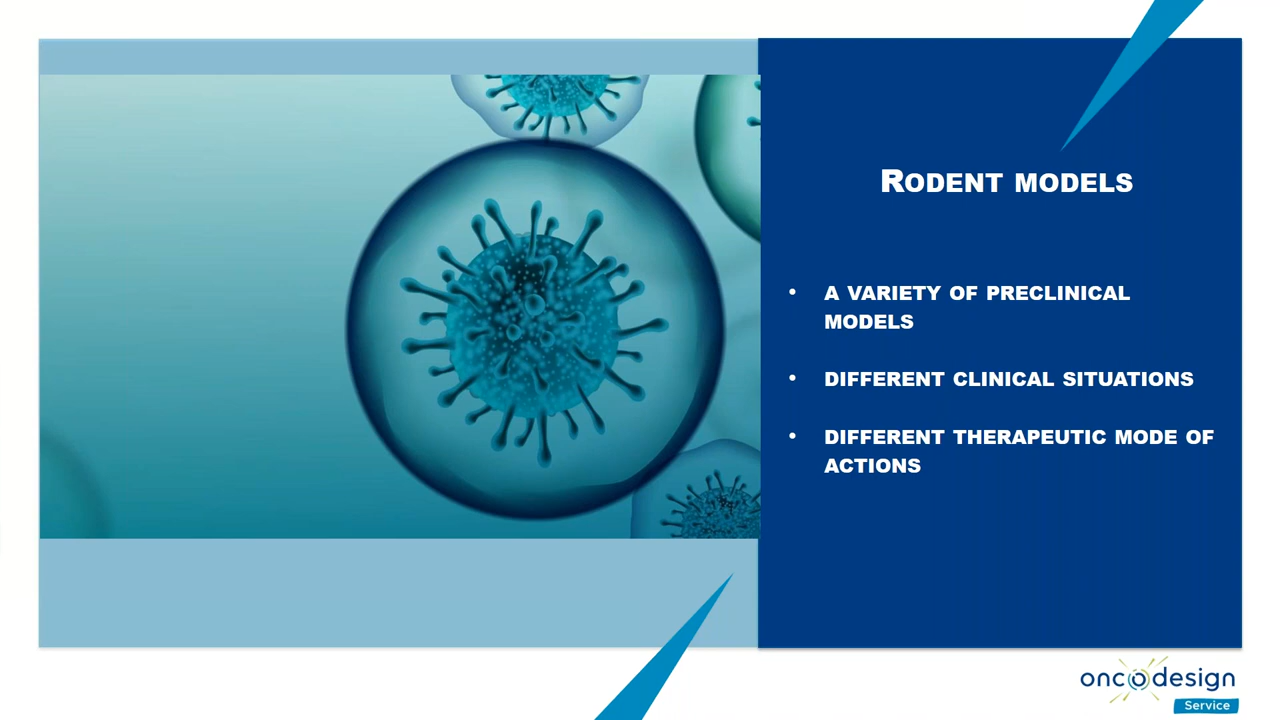 RODENT MODELS
• A VARIETY OF PRECLINICAL
MODELS
• DIFFERENT CLINICAL SITUATIONS
• DIFFERENT THERAPEUTIC MODE OF
ACTIONS
oncodesign
Service